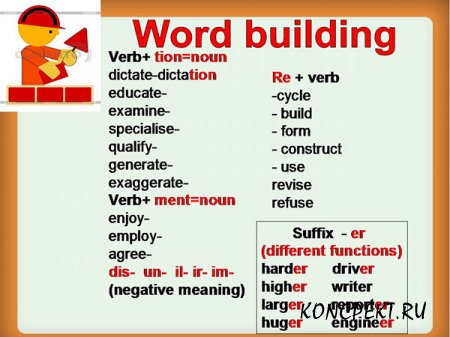 Word building
Verb+ tion=noun
dictate-dictation
educate-
examine-
specialise-
qualify-
generate-
exaggerate-
Verb+ ment=noun
enjoy-
employ-
agree-
dis- un- il- ir- im-
(negative meaning)
Re + verb
-cycle
- build
- form
- construct
- use
revise
refuse
Suffix - er
(different functions)
harder driver
higher writer
larger reporter
huger engineer
KONCPEKT.RU